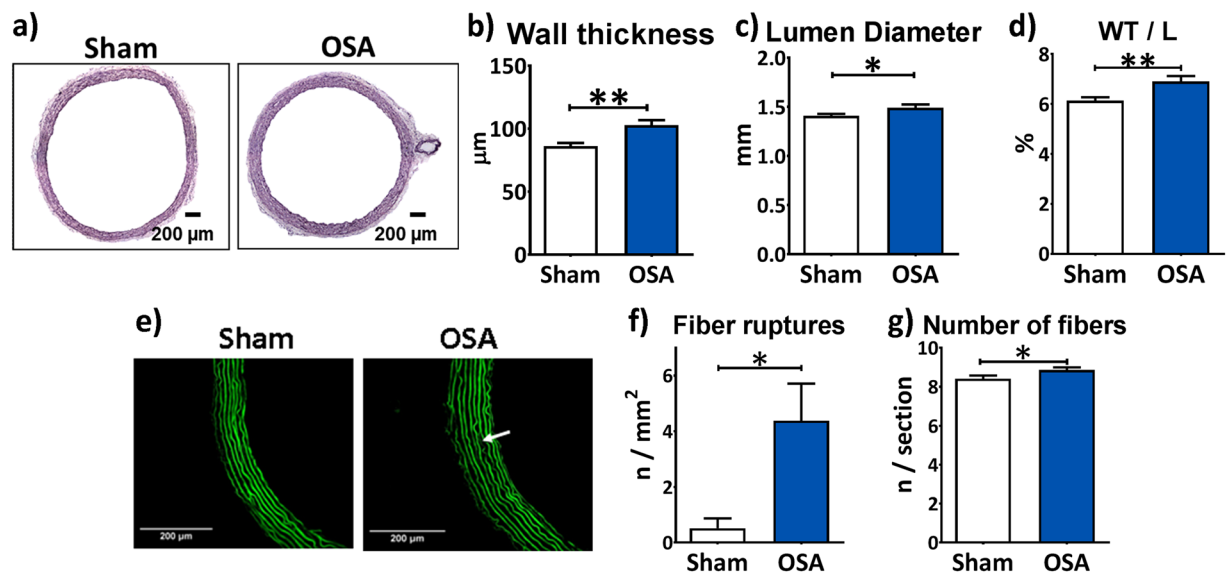 a)
Sham
OSA
200 µm
200 µm
b) Wall thickness
**
150
100
50
0
µm
Sham OSA
c) Lumen Diameter
*
2.0
1.5
1.0
0.5
0.0
mm
Sham OSA
d) WT / L
**
8
6
4
2
0
%
Sham OSA
e)
Sham
OSA
200 µm
200 µm
f) Fiber ruptures
*
6
4
2
0
n / mm²
Sham OSA
g) Number of fibers
*
10
8
6
4
2
0
n / section
Sham OSA